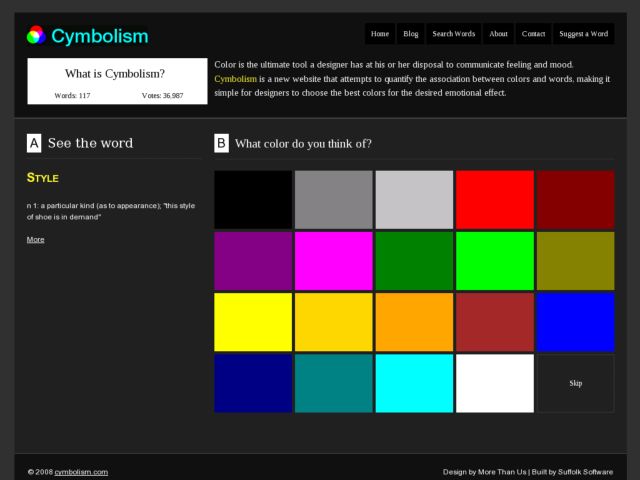 Cymbolism
Home Blog Search Words About Contact Suggest a Word
What is Cymbolism?
Words: 117 Votes: 36,987
Color is the ultimate tool a designer has at his or her disposal to communicate feeling and mood.
Cymbolism is a new website that attempts to quantify the association between colors and words, making it
simple for designers to choose the best colors for the desired emotional effect.
A See the word
STYLE
n 1: a particular kind (as to appearance); "this style
of shoe is in demand"
More
B What color do you think of?
Skip
© 2008 cymbolism.com
Design by More Than Us | Built by Suffolk Software